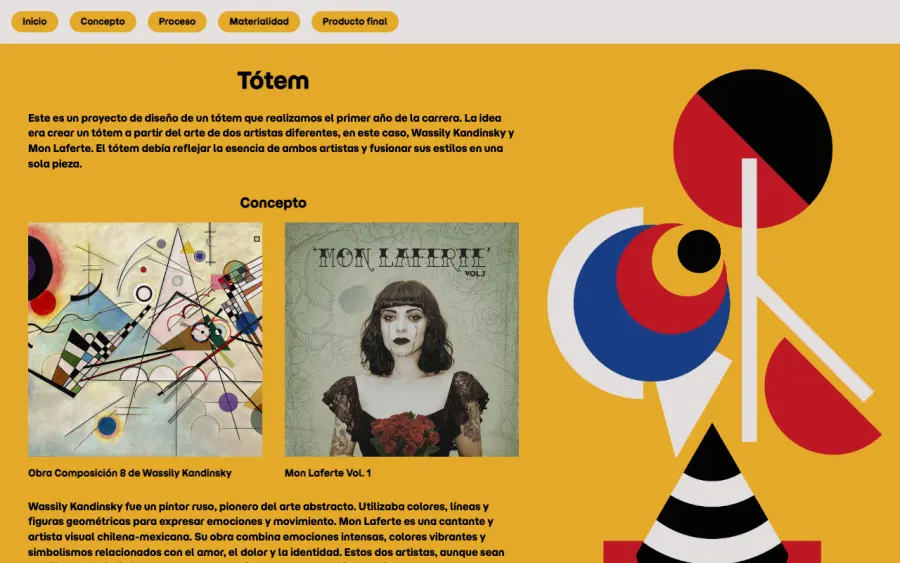 Inicio
Concepto
Proceso
Materialidad
Producto final
Tótem
Este es un proyecto de diseño de un tótem que realizamos el primer año de la carrera. La idea
era crear un tótem a partir del arte de dos artistas diferentes, en este caso, Wassily Kandinsky y
Mon Laferte. El tótem debía reflejar la esencia de ambos artistas y fusionar sus estilos en una
sola pieza.
Concepto
"MON LAFERTE"
VOL.1
Obra Composición 8 de Wassily Kandinsky
Mon Laferte Vol. 1
Wassily Kandinsky fue un pintor ruso, pionero del arte abstracto. Utilizaba colores, líneas y
figuras geométricas para expresar emociones y movimiento. Mon Laferte es una cantante y
artista visual chilena-mexicana. Su obra combina emociones intensas, colores vibrantes y
simbolismos relacionados con el amor, el dolor y la identidad. Estos dos artistas, aunque sean